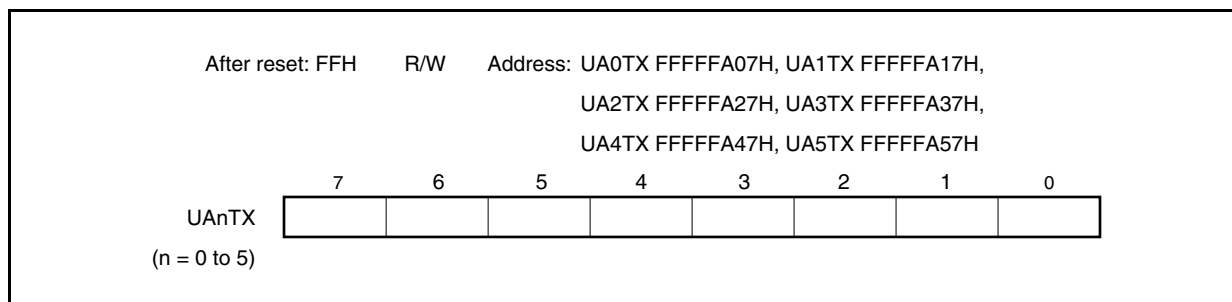 After reset: FFH R/W Address: UA0TX FFFFFA07H, UA1TX FFFFFA17H,
UA2TX FFFFFA27H, UA3TX FFFFFA37H,
UA4TX FFFFFA47H, UA5TX FFFFFA57H
7 6 5 4 3 2 1 0
UAnTX
(n = 0 to 5)